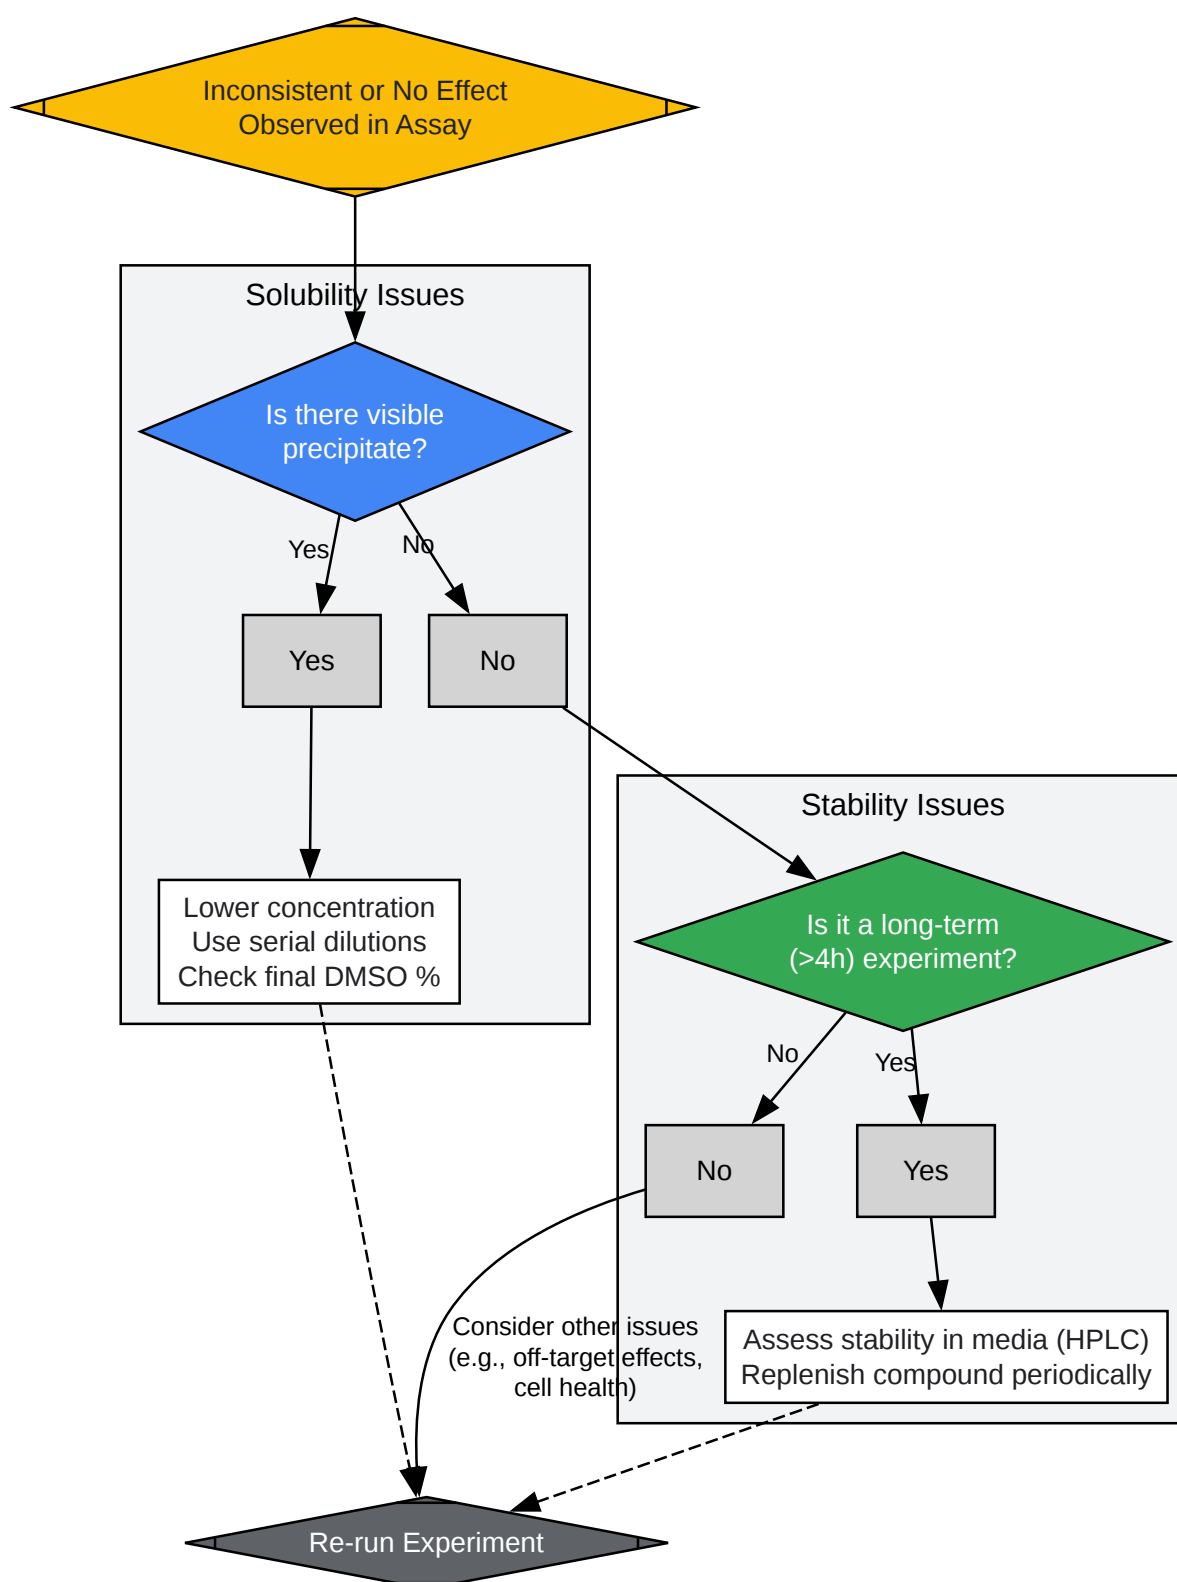 Inconsistent or No Effect
Observed in Assay
Solubility Issues
Is there visible
precipitate?
Yes
No
Yes
No
Stability Issues
Lower concentration
Use serial dilutions
Check final DMSO %
Is it a long-term
(>4h) experiment?
No
Yes
No
Yes
Consider other issues
(e.g., off-target effects,
cell health)
Assess stability in media (HPLC)
Replenish compound periodically
Re-run Experiment